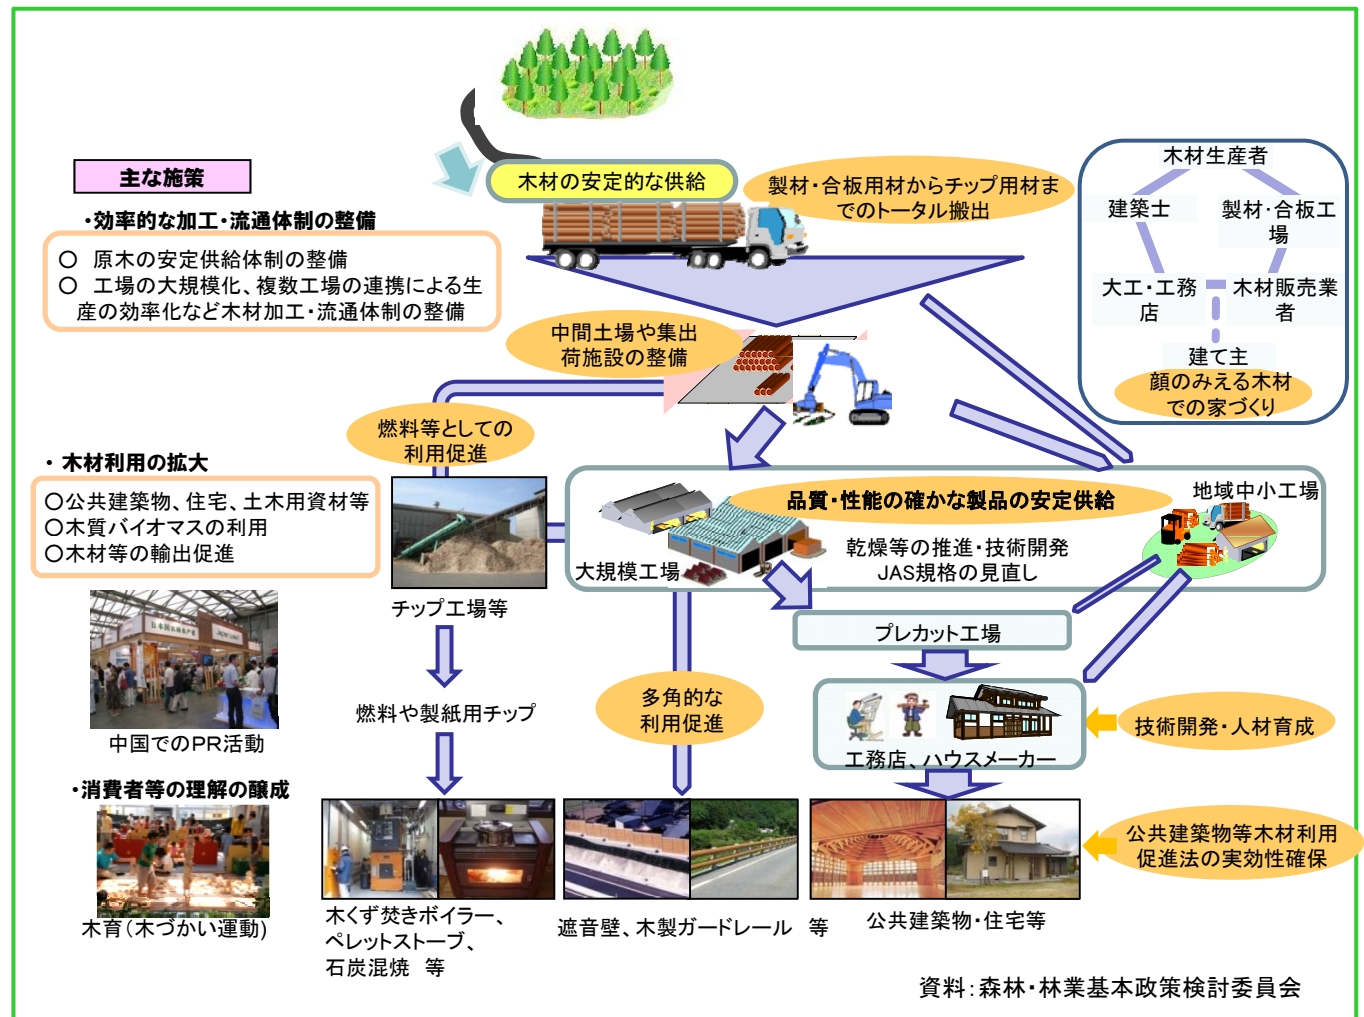 木材の安定的な供給
製材・合板用材からチップ用材ま
でのトータル搬出
主な施策
・効率的な加工・流通体制の整備
○　原木の安定供給体制の整備
○　工場の大規模化、複数工場の連携による生
産の効率化など木材加工・流通体制の整備
木材生産者
建築士
製材・合板工
場
大工・工務
店
木材販売業
者
建て主
顔のみえる木材
での家づくり
中間土場や集出
荷施設の整備
燃料等としての
利用促進
・ 木材利用の拡大
○公共建築物、住宅、土木用資材等
○木質バイオマスの利用
○木材等の輸出促進
品質・性能の確かな製品の安定供給
地域中小工場
乾燥等の推進・技術開発
JAS規格の見直し
大規模工場
チップ工場等
プレカット工場
中国でのPR活動
燃料や製紙用チップ
多角的な
利用促進
工務店、ハウスメーカー
技術開発・人材育成
・消費者等の理解の醸成
木育(木づかい運動)
公共建築物等木材利用
促進法の実効性確保
木くず焚きボイラー、
ペレットストーブ、
石炭混焼　等
遮音壁、木製ガードレール　等
公共建築物・住宅等
資料：森林・林業基本政策検討委員会